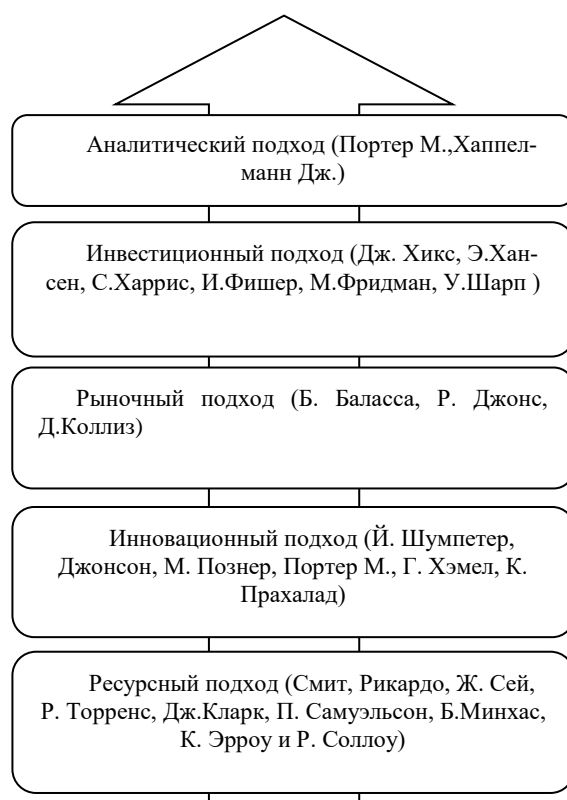 Аналитический подход (Портер М.,Хаппел-
манн Дж.)
Инвестиционный подход (Дж. Хикс, Э.Хан-
сен, С.Харрис, И.Фишер, М.Фридман, У.Шарп )
Рыночный подход (Б. Баласса, Р. Джонс,
Д.Коллиз)
Инновационный подход (Й. Шумпетер,
Джонсон, М. Познер, Портер М., Г. Хэмел, К.
Прахалад)
Ресурсный подход (Смит, Рикардо, Ж. Сей,
Р. Торренс, Дж.Кларк, П. Самуэльсон, Б.Минхас,
К. Эрроу и Р. Соллоу)